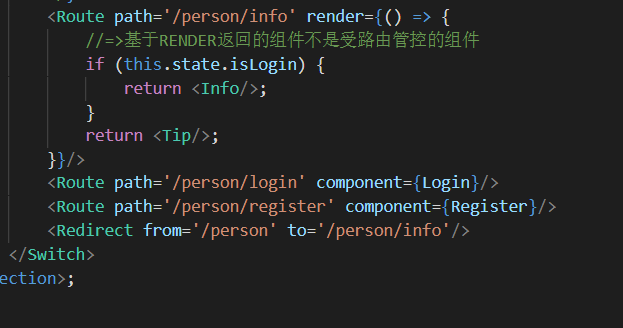 <Route path='/person/info' render={() => {
//=>基于RENDER返回的组件不是受路由管控的组件
if (this.state.isLogin) {
return <Info/>;
}
return <Tip/>;
}}/>
<Route path='/person/login' component={Login}/>
<Route path='/person/register' component={Register}/>
<Redirect from='/person' to='/person/info'/>
</Switch>
ection>;